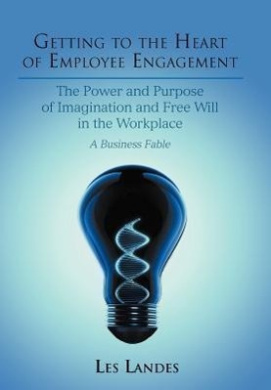 GETTING TO THE HEART
OF EMPLOYEE ENGAGEMENT
The Power and Purpose
of Imagination and Free Will
in the Workplace
A Business Fable
LES LANDES